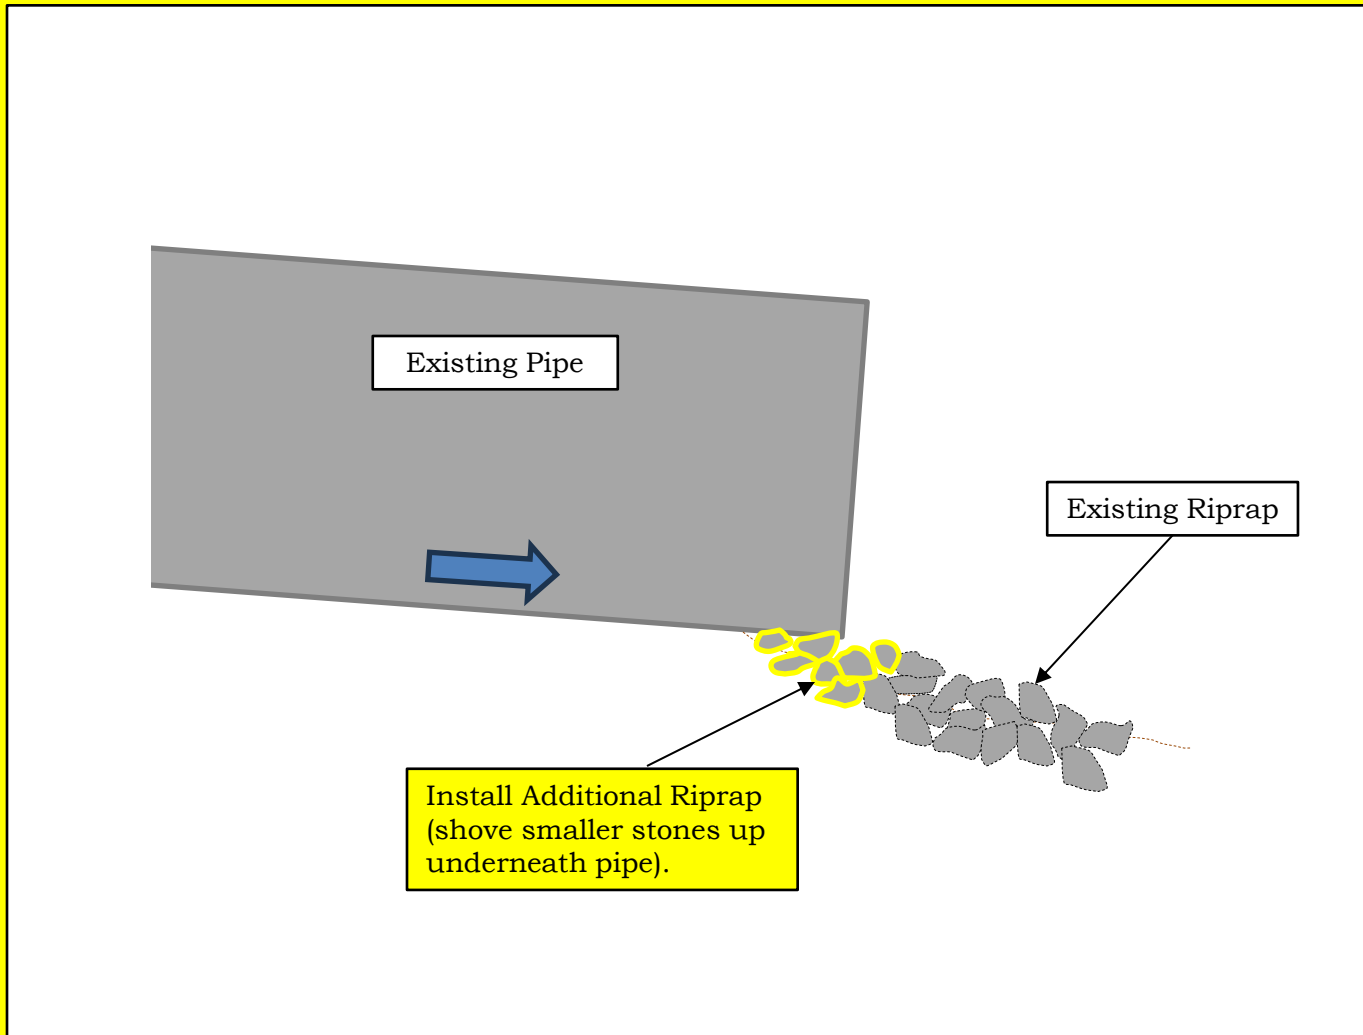 Existing Pipe
Existing Riprap
Install Additional Riprap
(shove smaller stones up
underneath pipe).